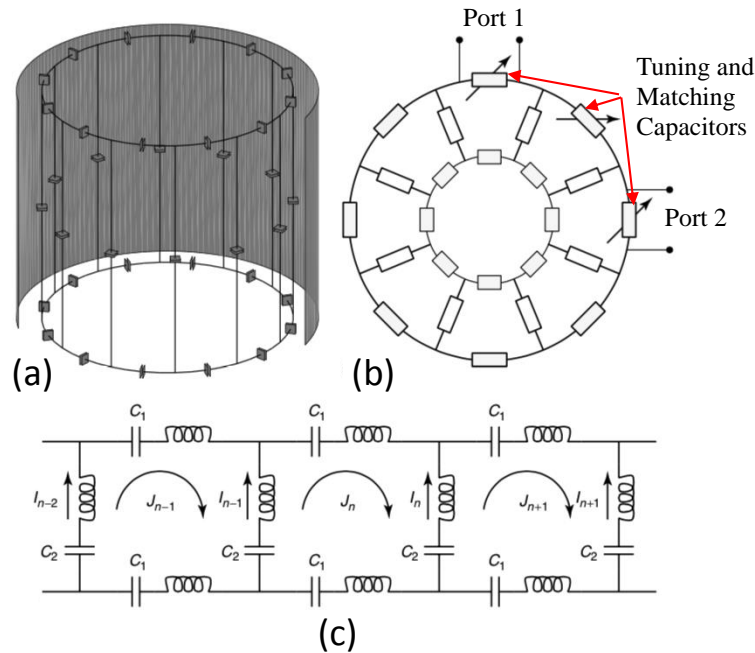 Port 1
Tuning and
Matching
Capacitors
Port 2
(a)
(b)
C₁
C₁
C₁
Iₙ₋₂
Jₙ₋₁
Iₙ₋₁
Jₙ
Iₙ
Jₙ₊₁
Iₙ₊₁
C₂
C₁
C₂
C₁
C₂
C₁
C₂
(c)